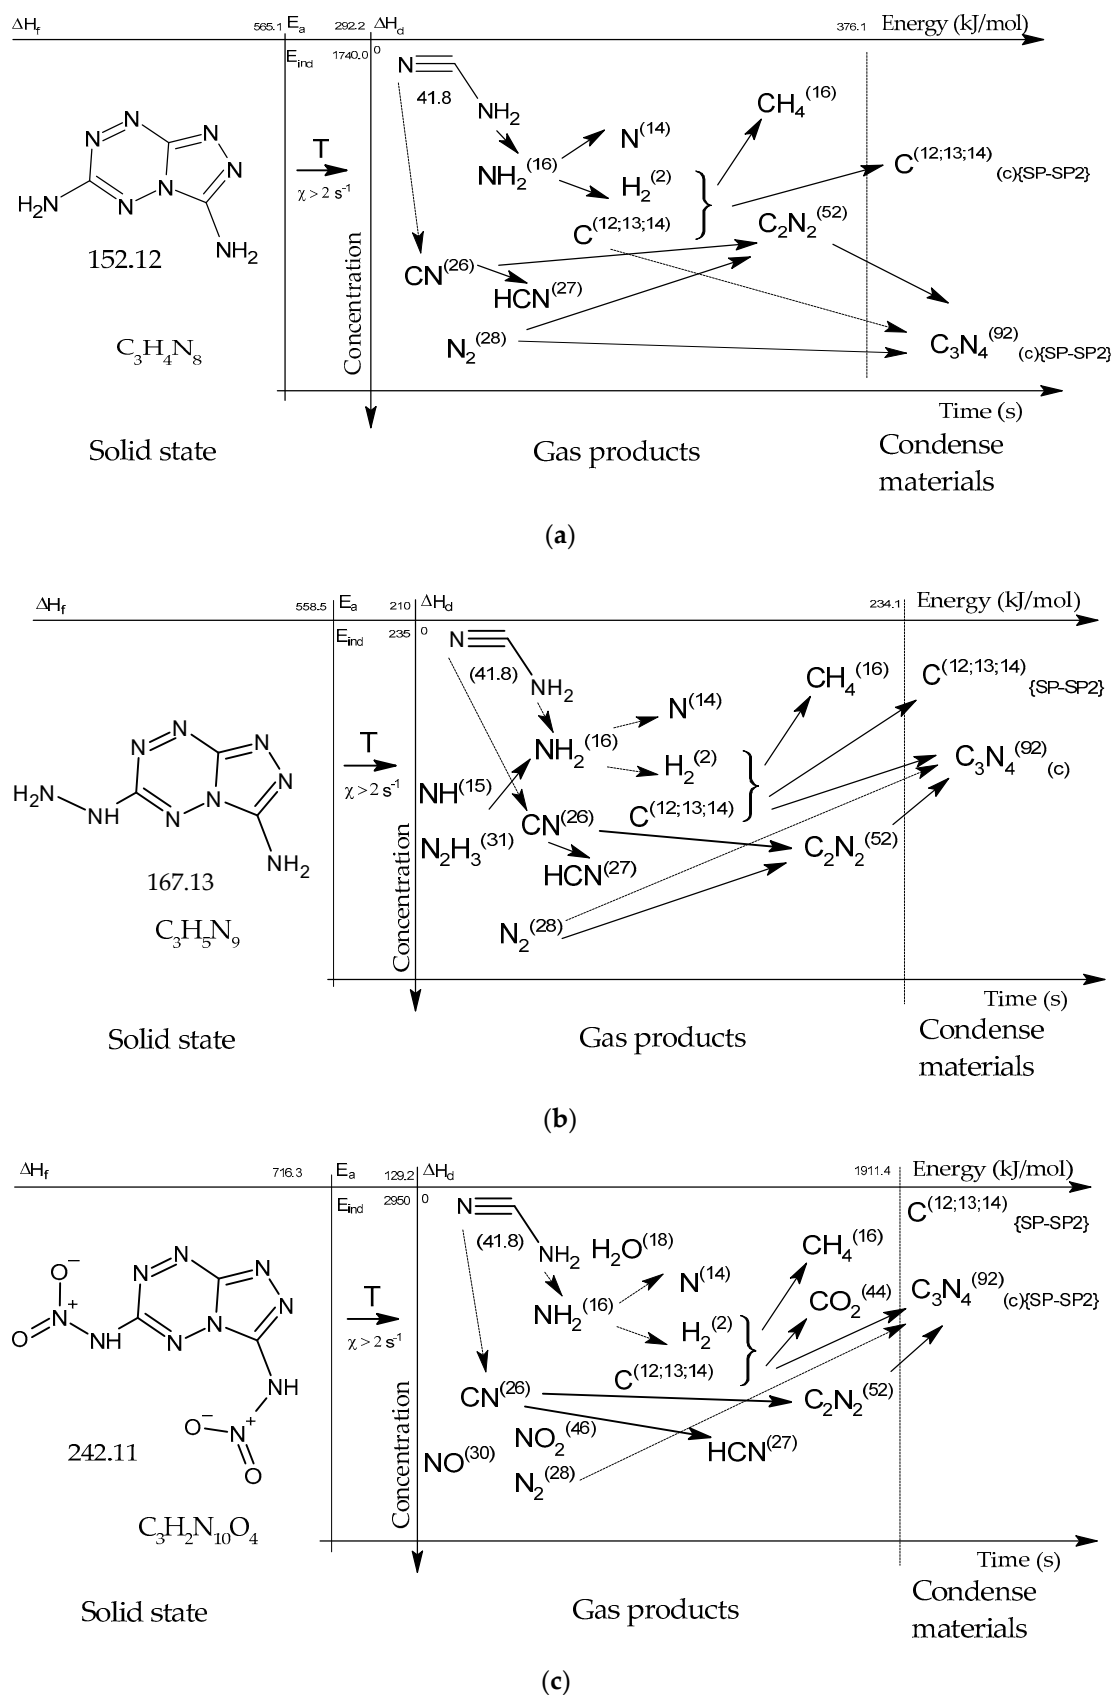 ΔHf 565.1 Ea 292.2 ΔHd 376.1 Energy (kJ/mol)
Eind 1740.0 0
N NH2
41.8
CH4(16)
N N N N N N NH2 H2N
T
χ > 2 s-1
NH2(16) N(14)
H2(2)
C(12;13;14)
C(12;13;14) (c){SP-SP2}
C2N2(52)
CN(26)
HCN(27)
N2(28)
C3N4(92) (c){SP-SP2}
152.12
C3H4N8
Concentration
Time (s)
Solid state Gas products Condense
materials
(a)
ΔHf 558.5 Ea 210 ΔHd 234.1 Energy (kJ/mol)
Eind 235 0
N NH2
(41.8)
CH4(16)
C(12;13;14) {SP-SP2}
N N N N N N NH H2N NH2
T
χ > 2 s-1
NH2(16) N(14)
H2(2)
C3N4(92) (c)
NH(15)
C(12;13;14)
CN(26)
N2H3(31)
C2N2(52)
HCN(27)
N2(28)
167.13
C3H5N9
Concentration
Time (s)
Solid state Gas products Condense
materials
(b)
ΔHf 716.3 Ea 129.2 ΔHd 1911.4 Energy (kJ/mol)
Eind 2950 0
N NH2
(41.8)
H2O(18)
CH4(16)
C(12;13;14) {SP-SP2}
O− N+ O NH N N N N N N NH O− N+ O
T
χ > 2 s-1
NH2(16) N(14)
H2(2)
CO2(44)
C3N4(92) (c){SP-SP2}
C(12;13;14)
CN(26)
C2N2(52)
NO2(46)
HCN(27)
NO(30)
N2(28)
242.11
C3H2N10O4
Concentration
Time (s)
Solid state Gas products Condense
materials
(c)